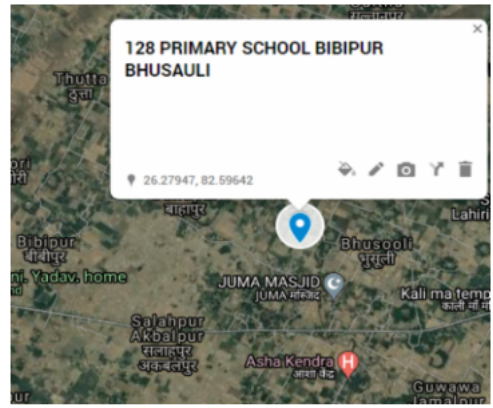 128 PRIMARY SCHOOL BIBIPUR
BHUSAULI
26.27947, 82.59642
Thutta
ठुत्ता
बाहापुर
Lahiri
Bibipur
बीबीपुर
Bhusooli
भुसुली
Yadav. home
JUMA MASJID
JUMA मस्जिद
Kali ma temp
काली माँ
Salahpur
Akbalpur
सलाहपुर
अकबलपुर
Asha Kendra
आशा केंद्र
H
Guwawa
Jamalpur